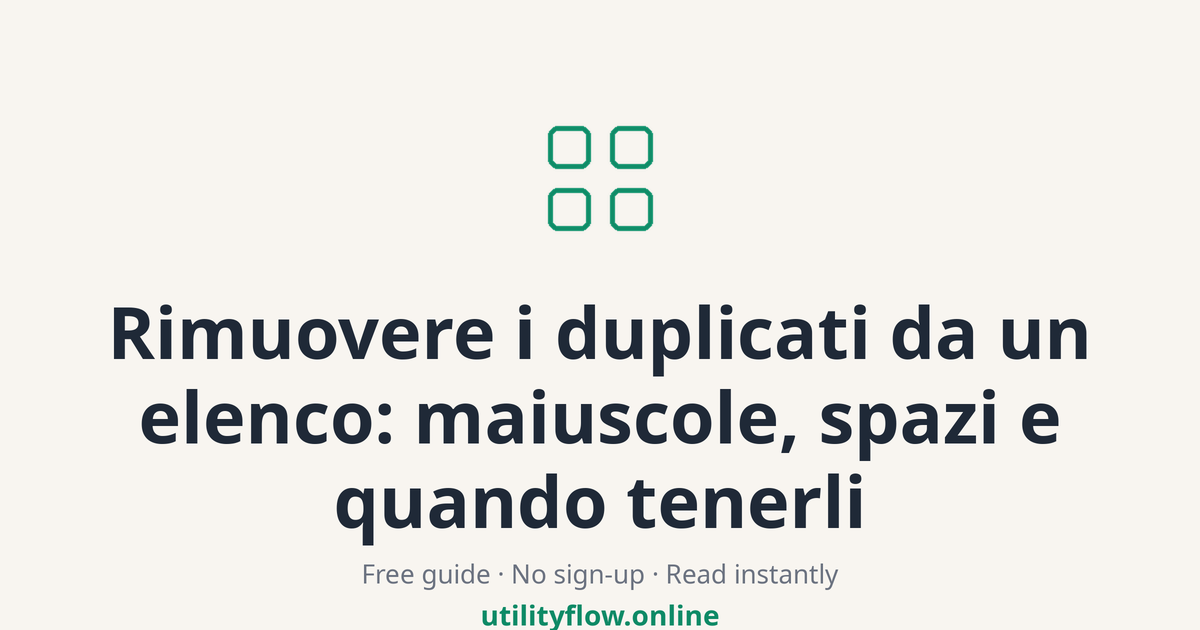 Rimuovere i duplicati da un
elenco: maiuscole, spazi e
quando tenerli
Free guide · No sign-up · Read instantly
utilityflow.online